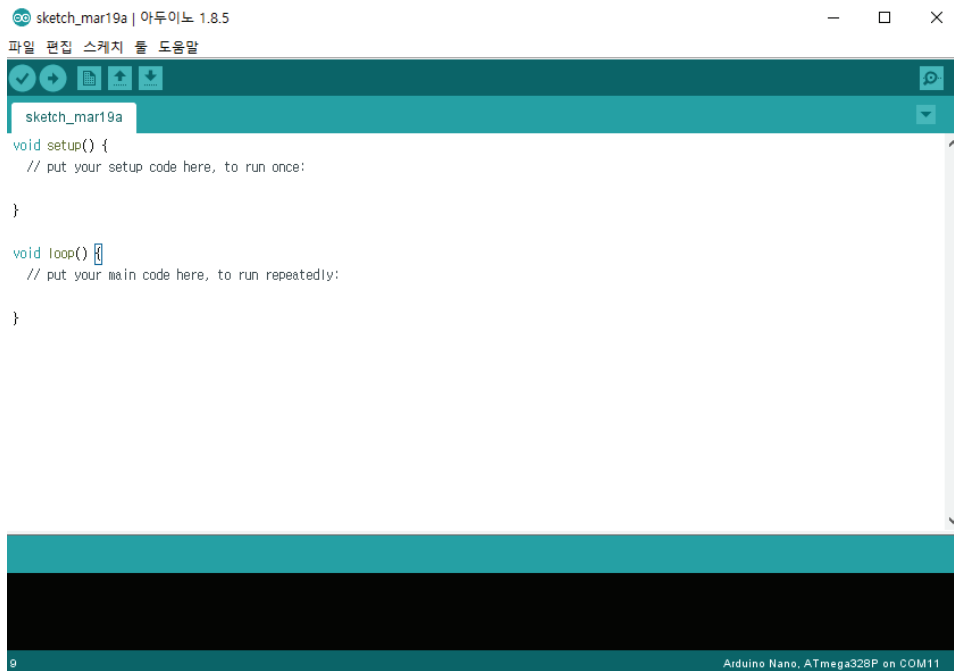 sketch_mar19a | 아두이노 1.8.5
파일 편집 스케치 툴 도움말
sketch_mar19a
void setup() {
  // put your setup code here, to run once:
}
void loop() {
  // put your main code here, to run repeatedly:
}
9
Arduino Nano, ATmega328P on COM11